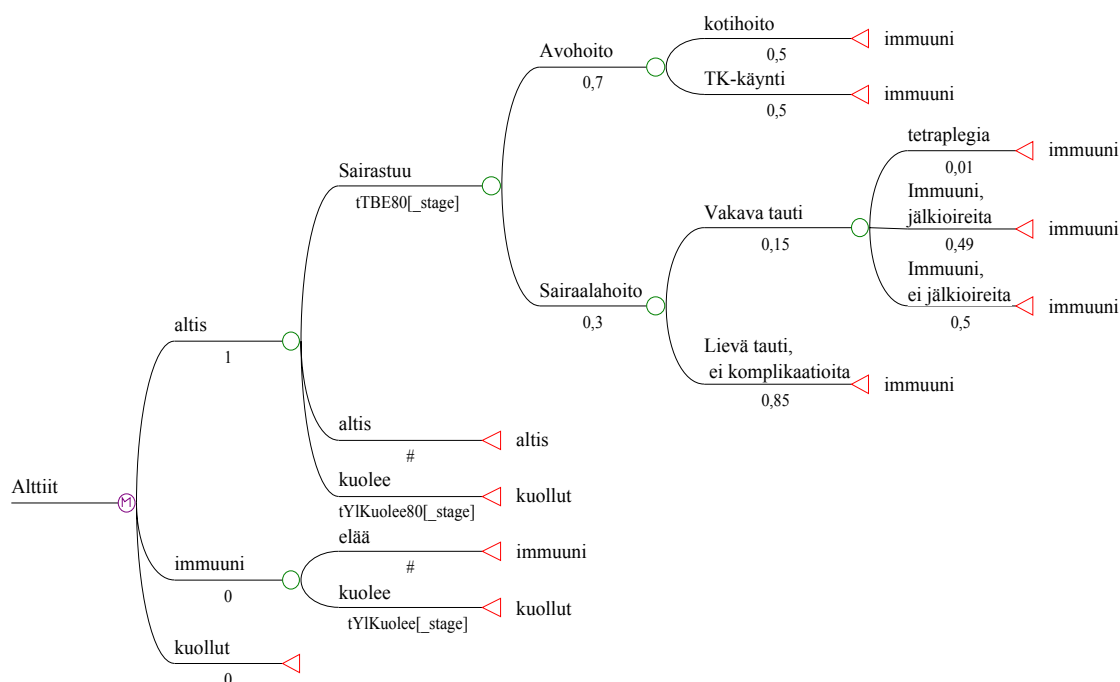 kotihoito
0,5
immuuni
Avohoito
0,7
TK-käynti
0,5
immuuni
tetraplegia
0,01
immuuni
Sairastuu
tTBE80[_stage]
Immuuni,
jälkioireita
0,49
immuuni
Vakava tauti
0,15
Immuuni,
ei jälkioireita
0,5
immuuni
Sairaalahoito
0,3
altis
1
Lievä tauti,
ei komplikaatioita
0,85
immuuni
altis
#
altis
Alttiit
M
kuolee
tYlKuolee80[_stage]
kuollut
elää
#
immuuni
immuuni
0
kuolee
tYlKuolee[_stage]
kuollut
kuollut
0